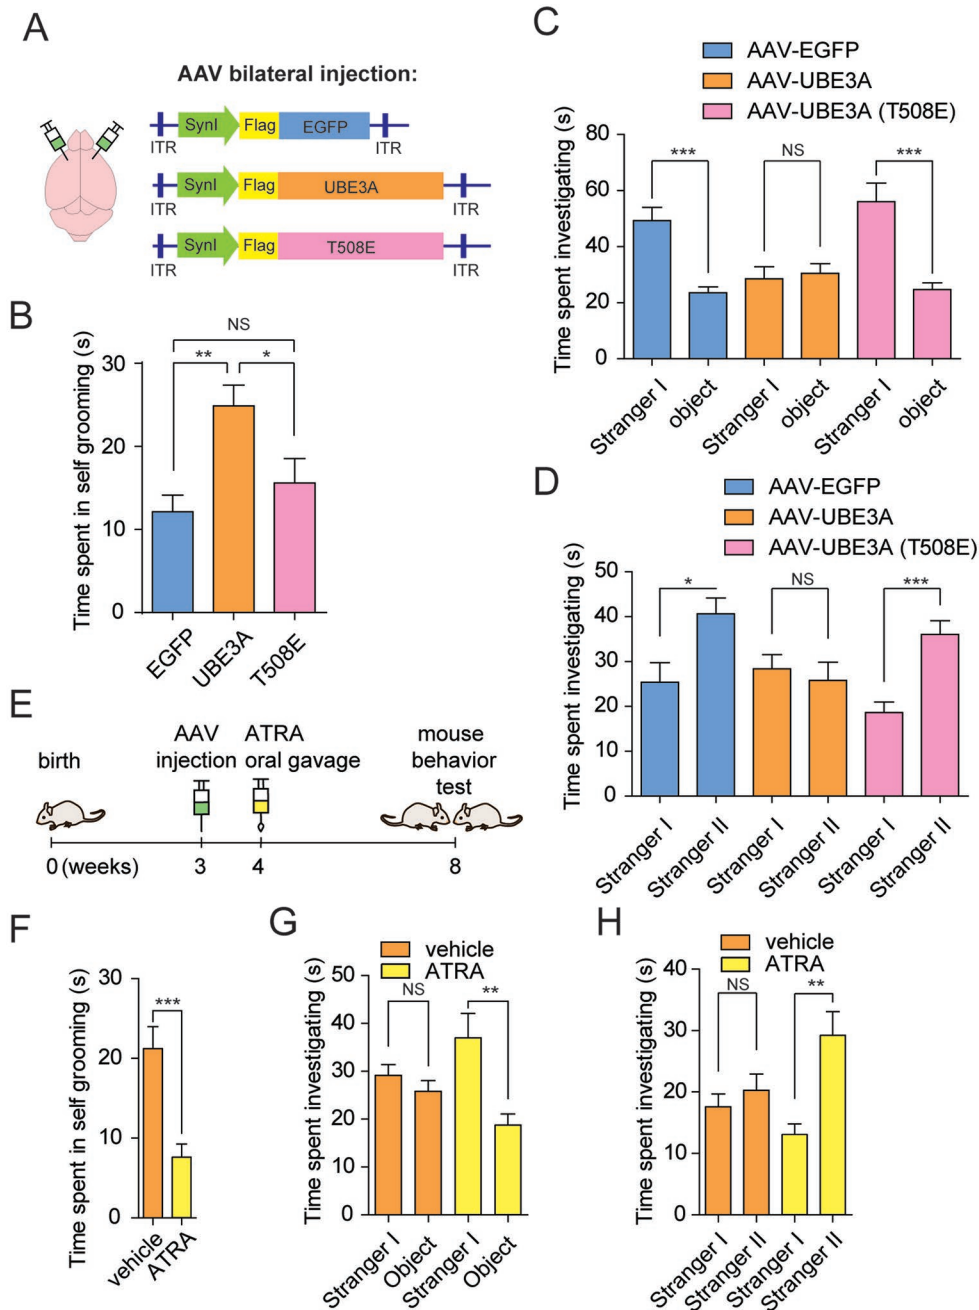 A
AAV bilateral injection:
SynI Flag EGFP
ITR ITR
SynI Flag UBE3A
ITR ITR
SynI Flag T508E
ITR ITR
B
Time spent in self grooming (s)
30
20
10
0
NS
** *
EGFP UBE3A T508E
C
AAV-EGFP
AAV-UBE3A
AAV-UBE3A (T508E)
Time spent investigating (s)
80
60
40
20
0
*** NS ***
Stranger I object Stranger I object Stranger I object
D
AAV-EGFP
AAV-UBE3A
AAV-UBE3A (T508E)
Time spent investigating (s)
50
40
30
20
10
0
* NS ***
Stranger I Stranger II Stranger I Stranger II Stranger I Stranger II
E
birth
AAV
injection
ATRA
oral gavage
mouse
behavior
test
0 (weeks) 3 4 8
F
Time spent in self grooming (s)
30
20
10
0
***
vehicle ATRA
G
vehicle
ATRA
Time spent investigating (s)
50
40
30
20
10
0
NS **
Stranger I Object Stranger I Object
H
vehicle
ATRA
Time spent investigating (s)
40
30
20
10
0
NS **
Stranger I Stranger II Stranger I Stranger II